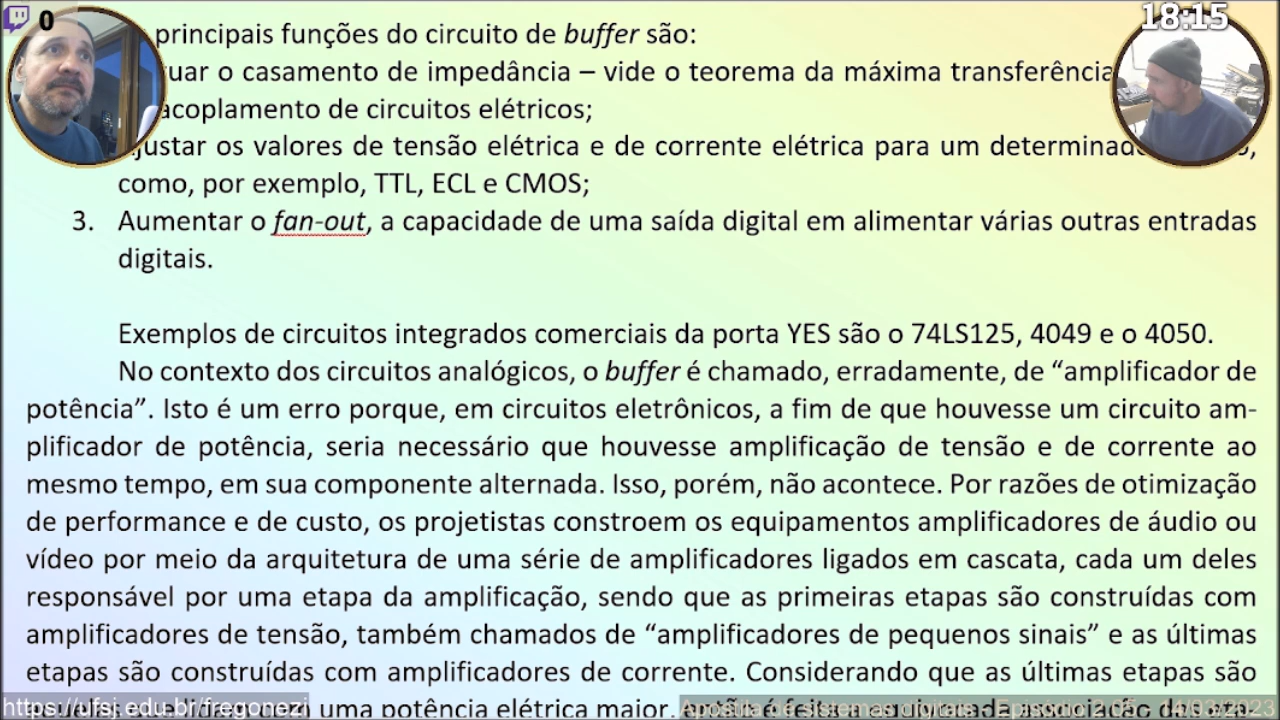 0
18:15
principais funções do circuito de buffer são:
uar o casamento de impedância – vide o teorema da máxima transferência
acoplamento de circuitos elétricos;
justar os valores de tensão elétrica e de corrente elétrica para um determinad
como, por exemplo, TTL, ECL e CMOS;
3. Aumentar o fan-out, a capacidade de uma saída digital em alimentar várias outras entradas
digitais.
Exemplos de circuitos integrados comerciais da porta YES são o 74LS125, 4049 e o 4050.
No contexto dos circuitos analógicos, o buffer é chamado, erradamente, de “amplificador de
potência”. Isto é um erro porque, em circuitos eletrônicos, a fim de que houvesse um circuito am-
plificador de potência, seria necessário que houvesse amplificação de tensão e de corrente ao
mesmo tempo, em sua componente alternada. Isso, porém, não acontece. Por razões de otimização
de performance e de custo, os projetistas constroem os equipamentos amplificadores de áudio ou
vídeo por meio da arquitetura de uma série de amplificadores ligados em cascata, cada um deles
responsável por uma etapa da amplificação, sendo que as primeiras etapas são construídas com
amplificadores de tensão, também chamados de “amplificadores de pequenos sinais” e as últimas
etapas são construídas com amplificadores de corrente. Considerando que as últimas etapas são
uma potência elétrica maior,
https://ufsj.edu.br/fregonezi
Apostila de sistemas digitais - Episódio 2.05 - 14/03/2023